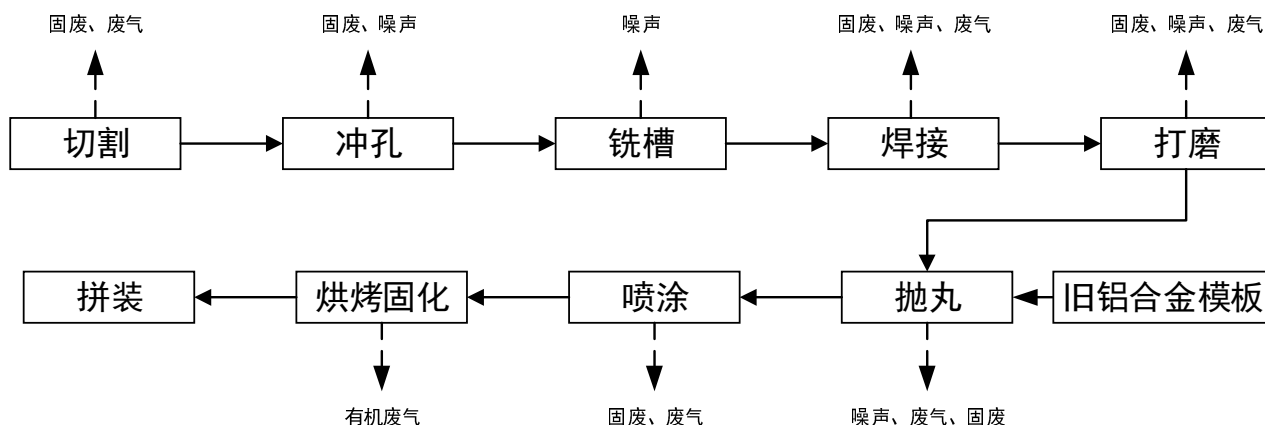 固废、废气
固废、噪声
噪声
固废、噪声、废气
固废、噪声、废气
切割
冲孔
铣槽
焊接
打磨
拼装
烘烤固化
喷涂
抛丸
旧铝合金模板
有机废气
固废、废气
噪声、废气、固废